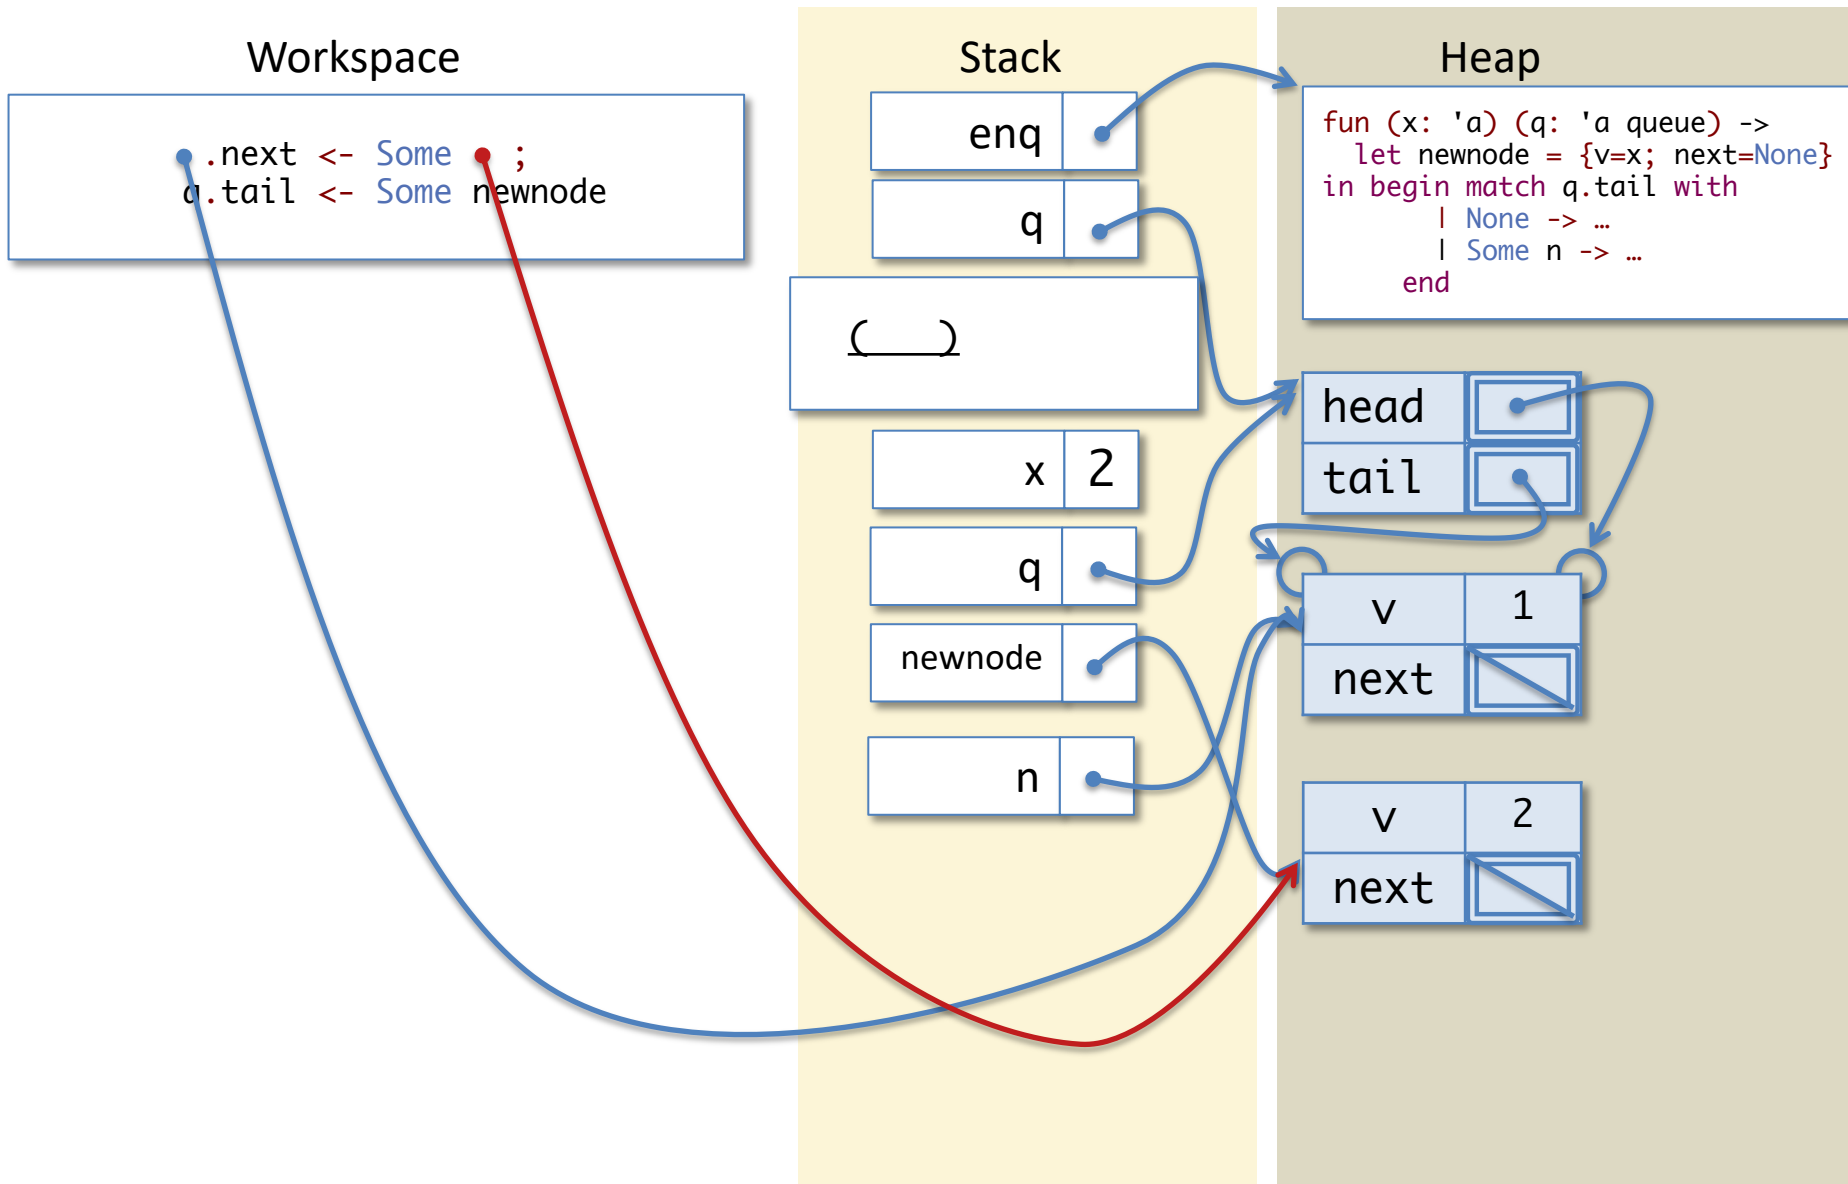 Workspace
.next <- Some ;
q.tail <- Some newnode
Stack
enq
q
(    )
x 2
q
newnode
n
Heap
fun (x: 'a) (q: 'a queue) ->
let newnode = {v=x; next=None}
in begin match q.tail with
| None -> …
| Some n -> …
end
head
tail
v 1
next
v 2
next